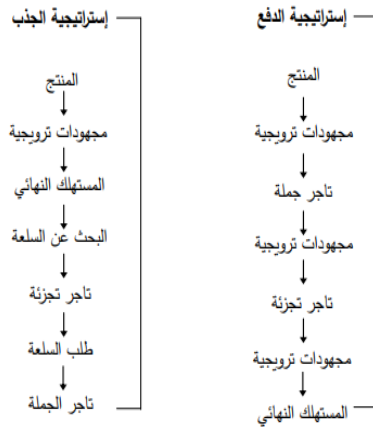 إستراتيجية الدفع
المنتج
مجهودات ترويجية
تاجر جملة
مجهودات ترويجية
تاجر تجزئة
مجهودات ترويجية
المستهلك النهائي
إستراتيجية الجذب
المنتج
مجهودات ترويجية
المستهلك النهائي
البحث عن السلعة
تاجر تجزئة
طلب السلعة
تاجر الجملة